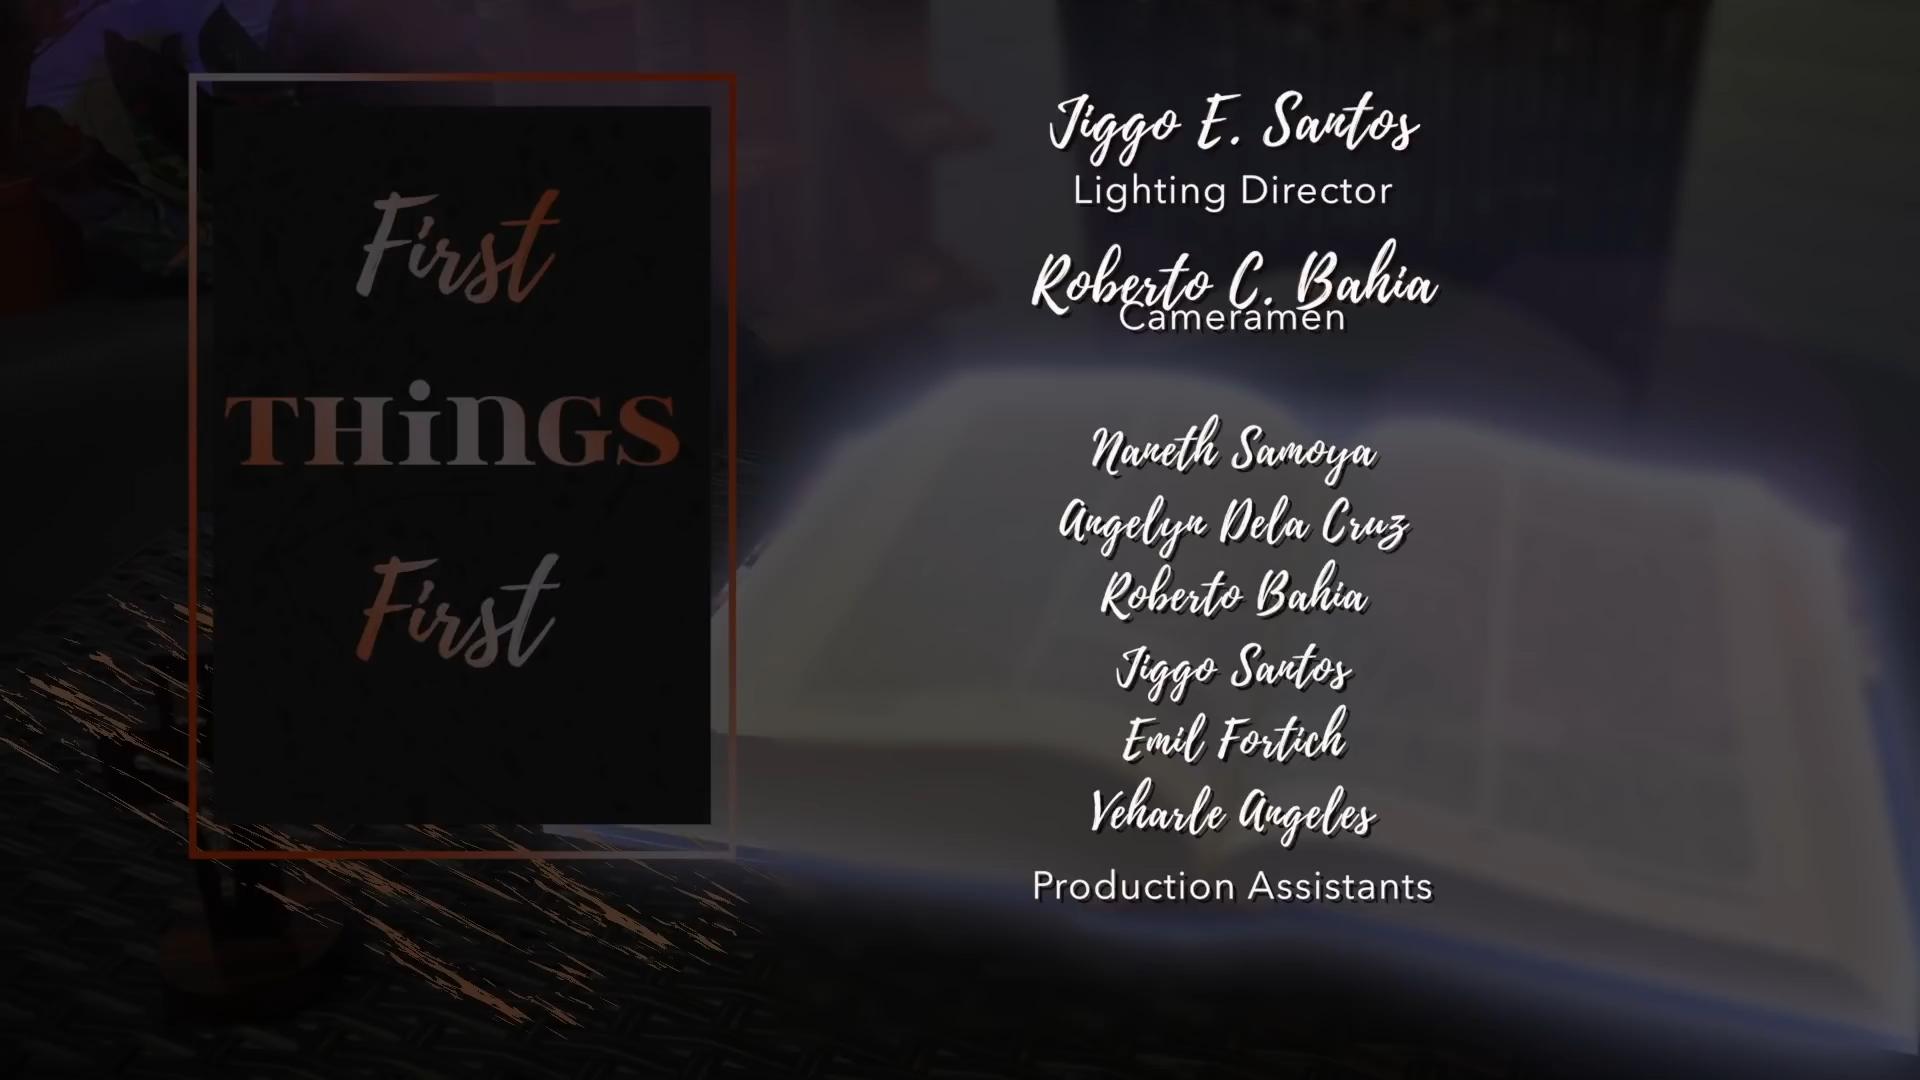 First
THiNGS
First
Jiggo E. Santos
Lighting Director
Roberto C. Bahia
Cameramen
Naneth Samoya
Angelyn Dela Cruz
Roberto Bahia
Jiggo Santos
Emil Fortich
Veharle Angeles
Production Assistants